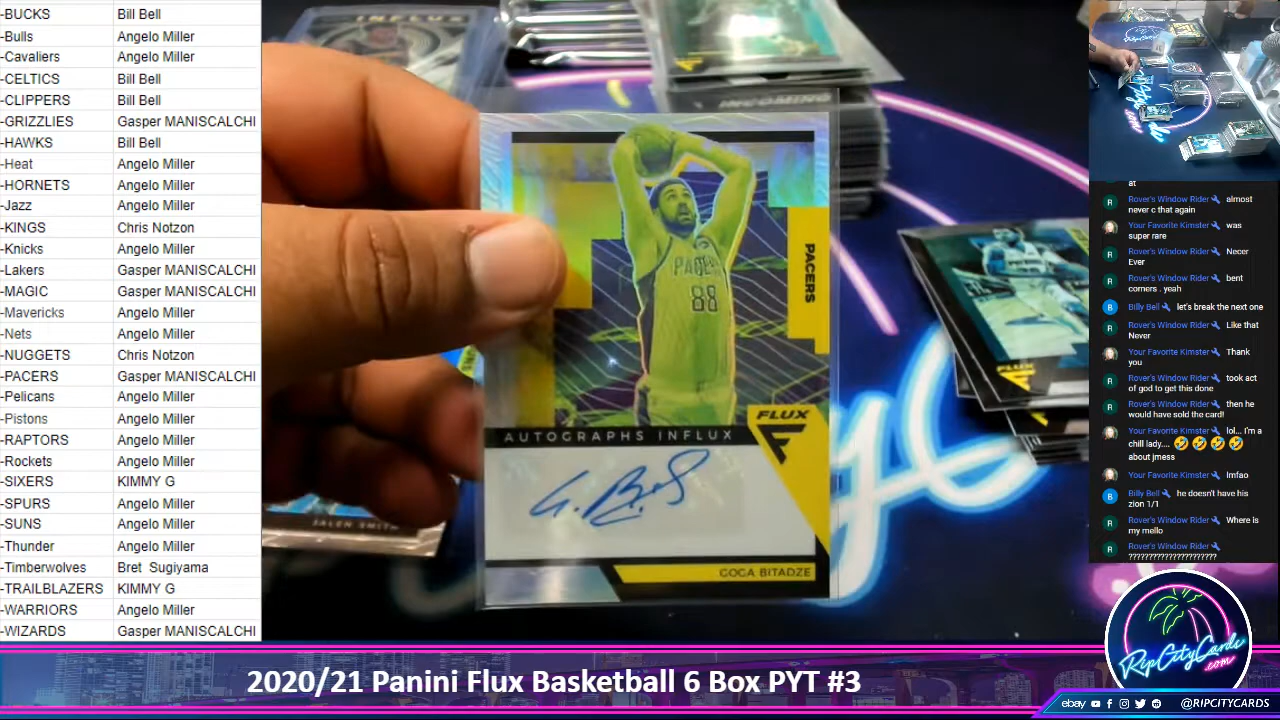 -BUCKS Bill Bell
-Bulls Angelo Miller
-Cavaliers Angelo Miller
-CELTICS Bill Bell
-CLIPPERS Bill Bell
-GRIZZLIES Gasper MANISCALCHI
-HAWKS Bill Bell
-Heat Angelo Miller
-HORNETS Angelo Miller
-Jazz Angelo Miller
-KINGS Chris Notzon
-Knicks Angelo Miller
-Lakers Gasper MANISCALCHI
-MAGIC Gasper MANISCALCHI
-Mavericks Angelo Miller
-Nets Angelo Miller
-NUGGETS Chris Notzon
-PACERS Gasper MANISCALCHI
-Pelicans Angelo Miller
-Pistons Angelo Miller
-RAPTORS Angelo Miller
-Rockets Angelo Miller
-SIXERS KIMMY G
-SPURS Angelo Miller
-SUNS Angelo Miller
-Thunder Angelo Miller
-Timberwolves Bret Sugiyama
-TRAILBLAZERS KIMMY G
-WARRIORS Angelo Miller
-WIZARDS Gasper MANISCALCHI
INFLUX
INCOMING
PACERS
PACERS
88
FLUX
AUTOGRAPHS INFLUX
GOGA BITADZE
JALEN SMITH
FLUX
at
R Rover's Window Rider almost
never c that again
Your Favorite Kimster was
super rare
R Rover's Window Rider Necer
Ever
R Rover's Window Rider bent
corners . yeah
B Billy Bell let's break the next one
R Rover's Window Rider Like that
Never
Your Favorite Kimster Thank
you
R Rover's Window Rider took act
of god to get this done
R Rover's Window Rider then he
would have sold the card!
Your Favorite Kimster lol... I'm a
chill lady.... 🤣 🤣 🤣 🤣
about jmess
Your Favorite Kimster lmfao
B Billy Bell he doesn't have his
zion 1/1
R Rover's Window Rider Where is
my mello
R Rover's Window Rider
??????????????????????
RipCityCards
.com
2020/21 Panini Flux Basketball 6 Box PYT #3
ebay @RIPCITYCARDS